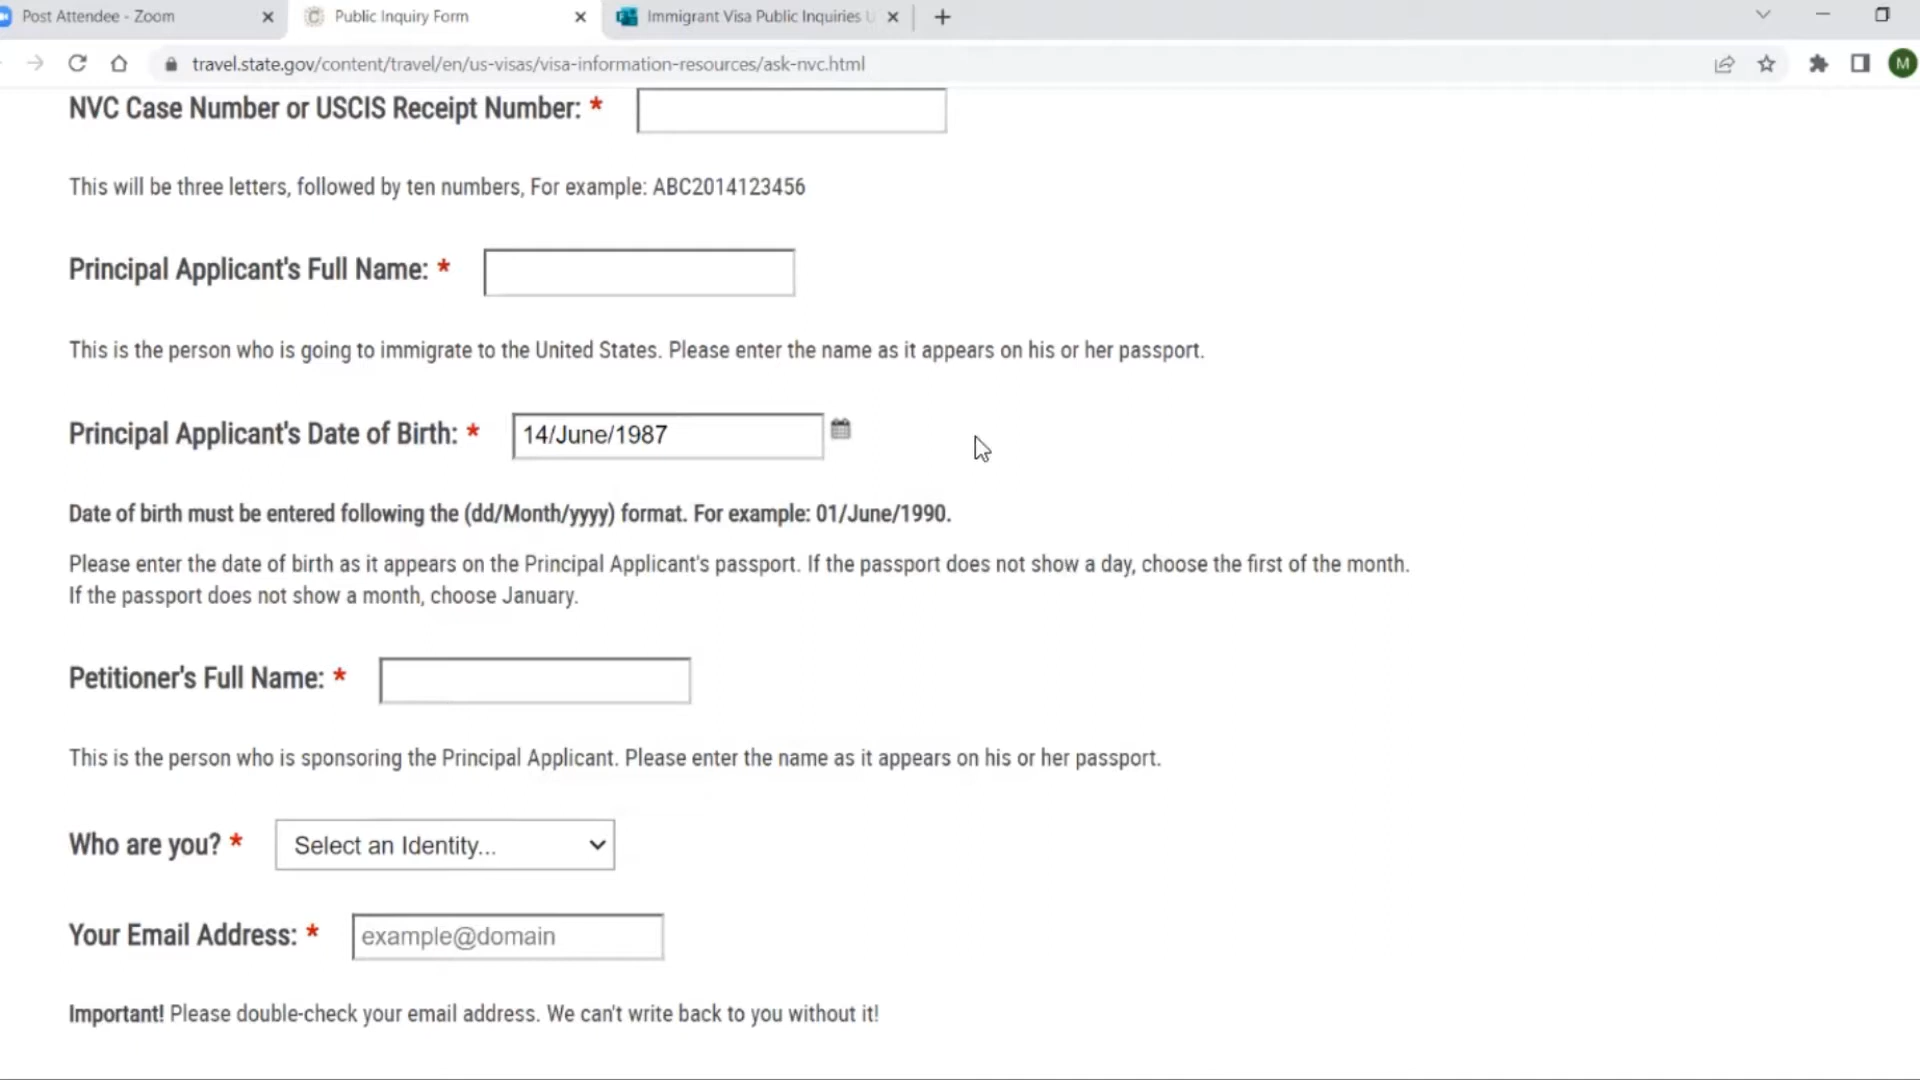 Post Attendee - Zoom
Public Inquiry Form
Immigrant Visa Public Inquiries
travel.state.gov/content/travel/en/us-visas/visa-information-resources/ask-nvc.html
M
NVC Case Number or USCIS Receipt Number: *
This will be three letters, followed by ten numbers, For example: ABC2014123456
Principal Applicant's Full Name: *
This is the person who is going to immigrate to the United States. Please enter the name as it appears on his or her passport.
Principal Applicant's Date of Birth: * 14/June/1987
Date of birth must be entered following the (dd/Month/yyyy) format. For example: 01/June/1990.
Please enter the date of birth as it appears on the Principal Applicant's passport. If the passport does not show a day, choose the first of the month.
If the passport does not show a month, choose January.
Petitioner's Full Name: *
This is the person who is sponsoring the Principal Applicant. Please enter the name as it appears on his or her passport.
Who are you? * Select an Identity...
Your Email Address: * example@domain
Important! Please double-check your email address. We can't write back to you without it!